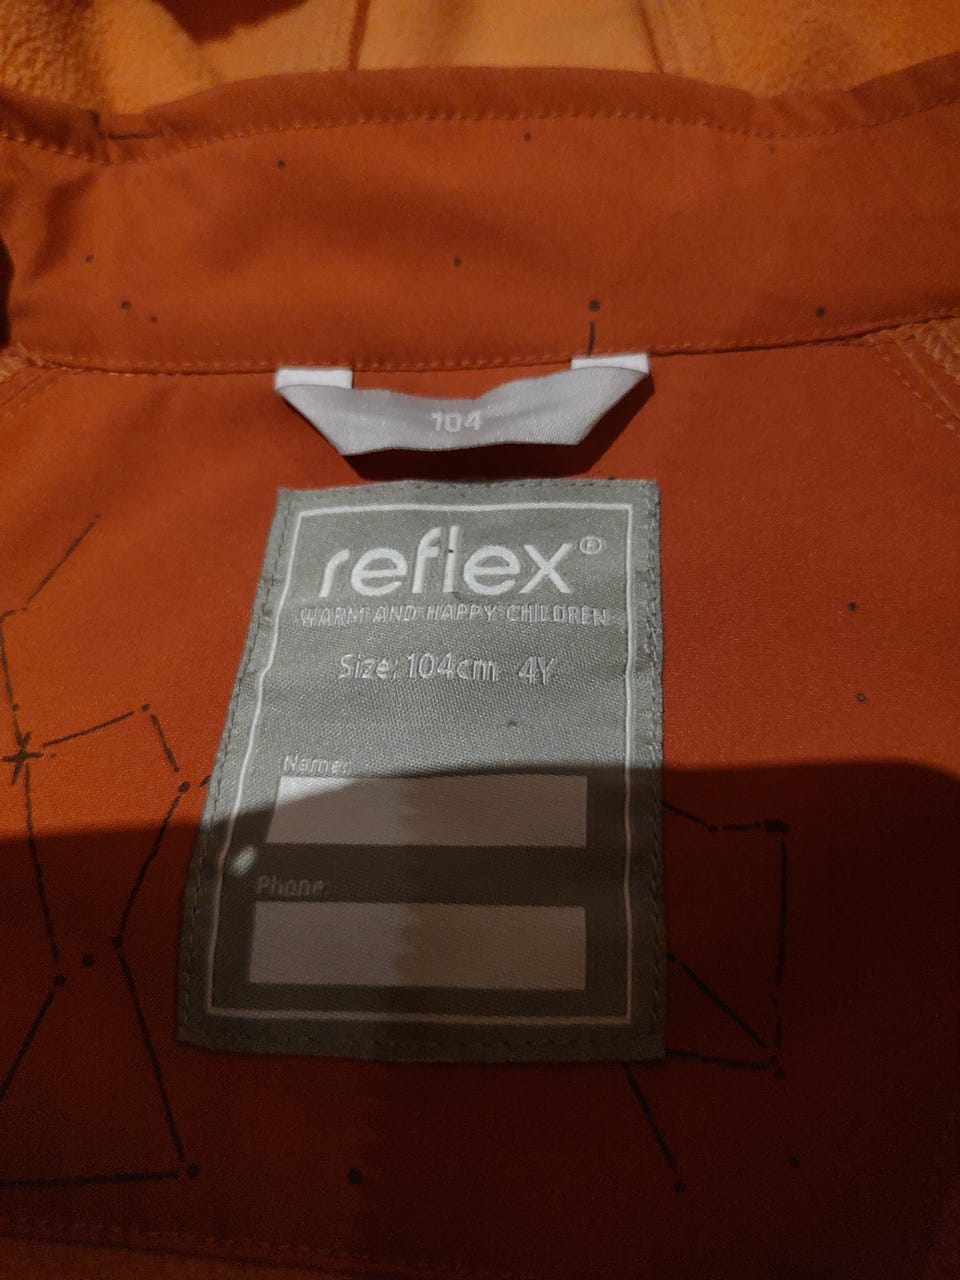 104
reflex®
WARM AND HAPPY CHILDREN
Size: 104cm 4Y
Name:
Phone: